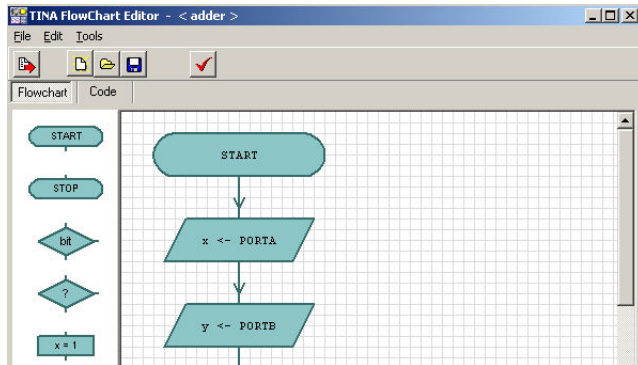 TINA FlowChart Editor - < adder >
File Edit Tools
Flowchart Code
START
STOP
bit
?
x = 1
START
x <- PORTA
y <- PORTB